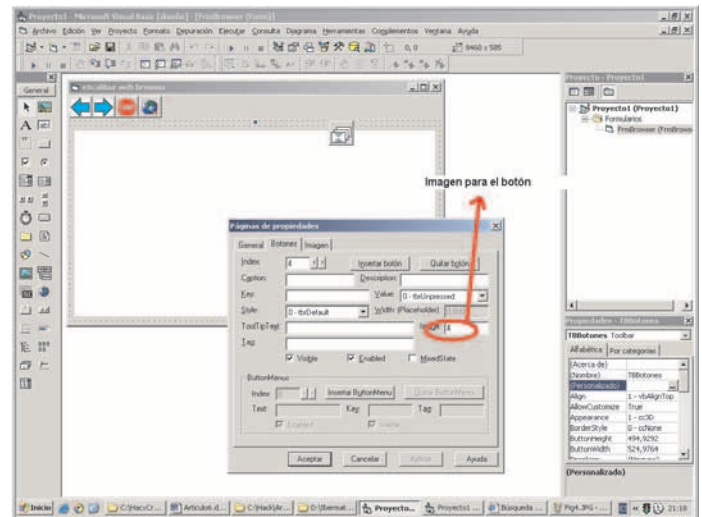 Proyecto1 - Microsoft Visual Basic [diseño] - [FrmBrowser (Form)]
Archivo Edición Ver Proyecto Formato Depuración Ejecutar Consulta Diagrama Herramientas Complementos Ventana Ayuda
0,0 8460 x 585
General
web browser
Proyecto - Proyecto1
Proyecto1 (Proyecto1)
Formularios
FrmBrowser (FrmBrows
Imagen para el botón
Páginas de propiedades
General Botones Imagen
Index: 4 Insertar botón Quitar botón
Caption: Description:
Key: Value: 0 - tbrUnpressed
Style: 0 - tbrDefault Width (Placeholder)
ToolTipText: Image: 4
Tag:
Visible Enabled MixedState
ButtonMenus
Index: Insertar ButtonMenu Quitar ButtonMenu
Text: Key: Tag:
Enabled Visible
Aceptar Cancelar Aplicar Ayuda
Propiedades - TBBotones
TBBotones Toolbar
Alfabética Por categorías
(Acerca de)
(Nombre) TBBotones
(Personalizado)
Align 1 - vbAlignTop
AllowCustomize True
Appearance 1 - cc3D
BorderStyle 0 - ccNone
ButtonHeight 494,9292
ButtonWidth 524,9764
(Personalizado)
Inicio Proyecto... Proyecto1 ... Búsqueda ... Fig4.JPG - ... 21:18